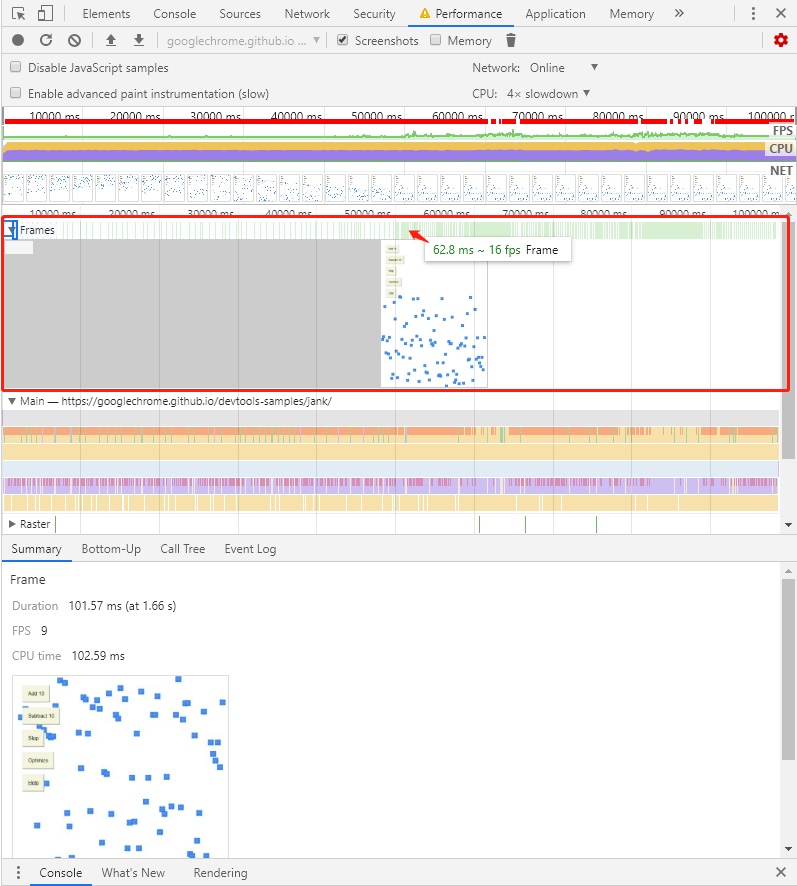 Elements Console Sources Network Security Performance Application Memory »
googlechrome.github.io ... Screenshots Memory
Disable JavaScript samples Network: Online
Enable advanced paint instrumentation (slow) CPU: 4× slowdown
10000 ms 20000 ms 30000 ms 40000 ms 50000 ms 60000 ms 70000 ms 80000 ms 90000 ms
FPS
CPU
NET
10000 ms 20000 ms 30000 ms 40000 ms 50000 ms 60000 ms 70000 ms 80000 ms 90000 ms
Frames
62.8 ms ~ 16 fps Frame
Main — https://googlechrome.github.io/devtools-samples/jank/
Raster
Summary Bottom-Up Call Tree Event Log
Frame
Duration 101.57 ms (at 1.66 s)
FPS 9
CPU time 102.59 ms
Add 10
Subtract 10
Stop
Optimize
Help
Console What's New Rendering